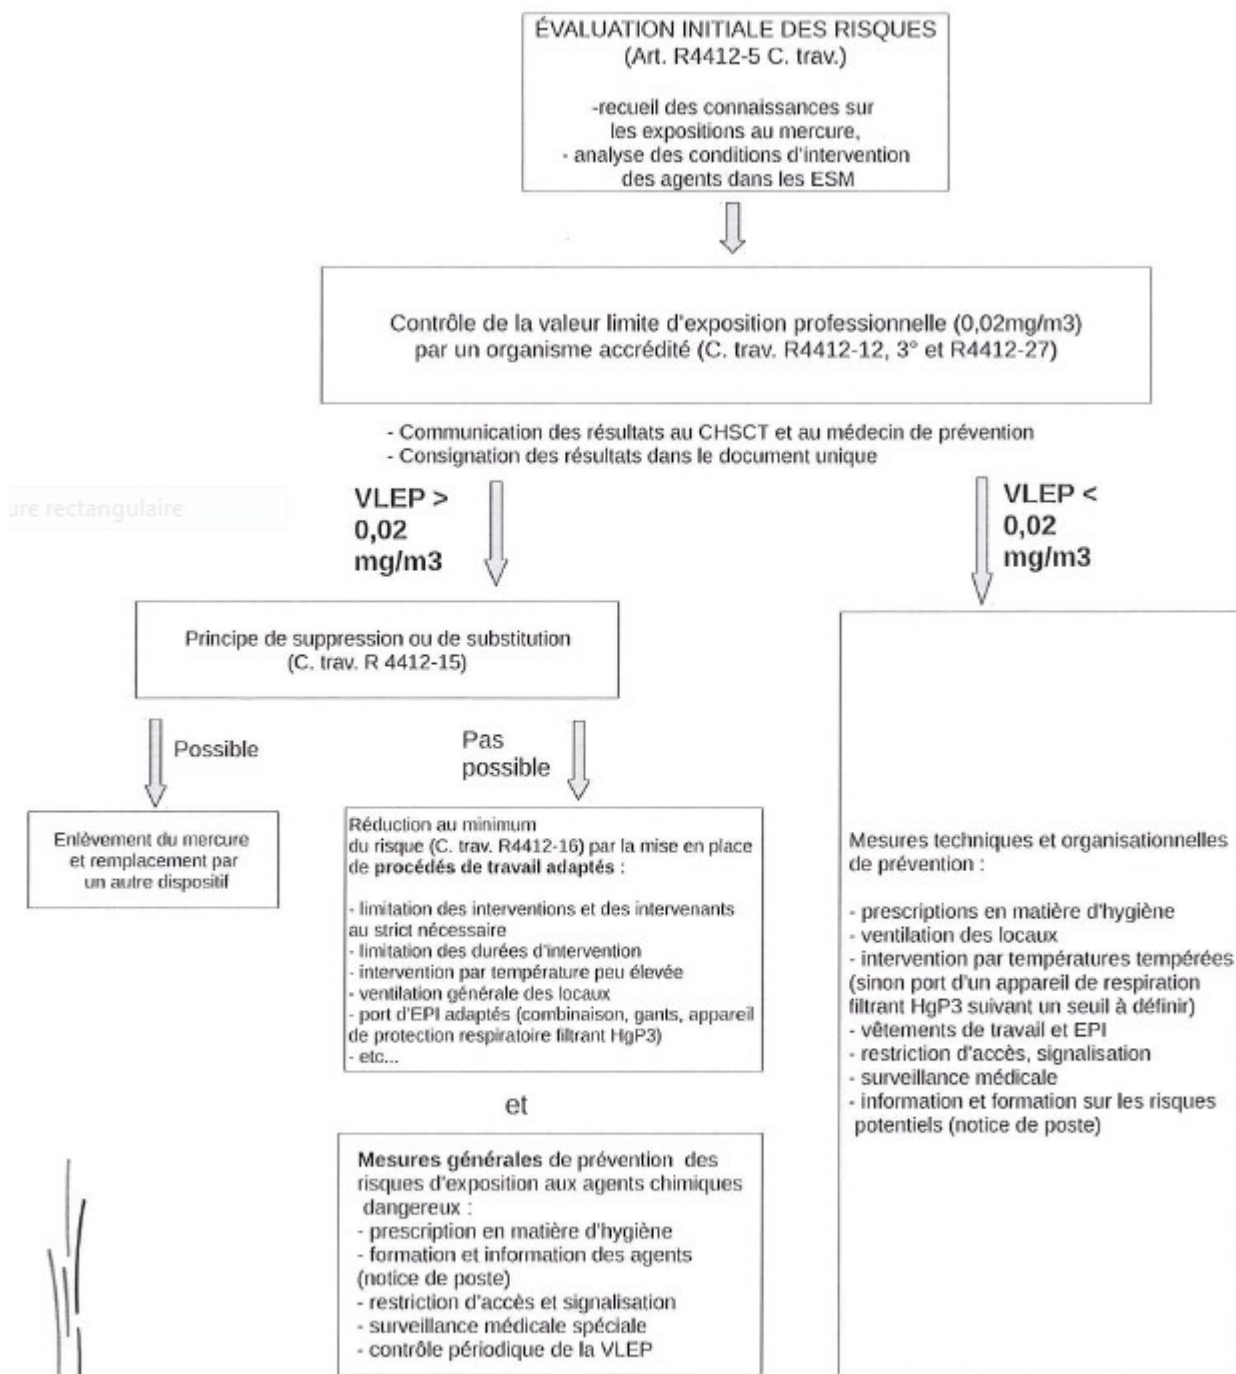 ÉVALUATION INITIALE DES RISQUES
(Art. R4412-5 C. trav.)
-recueil des connaissances sur
les expositions au mercure,
- analyse des conditions d'intervention
des agents dans les ESM
Contrôle de la valeur limite d'exposition professionnelle (0,02mg/m3)
par un organisme accrédité (C. trav. R4412-12, 3° et R4412-27)
- Communication des résultats au CHSCT et au médecin de prévention
- Consignation des résultats dans le document unique
ure rectangulaire
VLEP >
0,02
mg/m3
VLEP <
0,02
mg/m3
Principe de suppression ou de substitution
(C. trav. R 4412-15)
Possible
Pas
possible
Enlèvement du mercure
et remplacement par
un autre dispositif
Réduction au minimum
du risque (C. trav. R4412-16) par la mise en place
de procédés de travail adaptés :
- limitation des interventions et des intervenants
au strict nécessaire
- limitation des durées d'intervention
- intervention par température peu élevée
- ventilation générale des locaux
- port d'EPI adaptés (combinaison, gants, appareil
de protection respiratoire filtrant HgP3)
- etc...
et
Mesures générales de prévention des
risques d'exposition aux agents chimiques
dangereux :
- prescription en matière d'hygiène
- formation et information des agents
(notice de poste)
- restriction d'accès et signalisation
- surveillance médicale spéciale
- contrôle périodique de la VLEP
Mesures techniques et organisationnelles
de prévention :
- prescriptions en matière d'hygiène
- ventilation des locaux
- intervention par températures tempérées
(sinon port d'un appareil de respiration
filtrant HgP3 suivant un seuil à définir)
- vêtements de travail et EPI
- restriction d'accès, signalisation
- surveillance médicale
- information et formation sur les risques
potentiels (notice de poste)